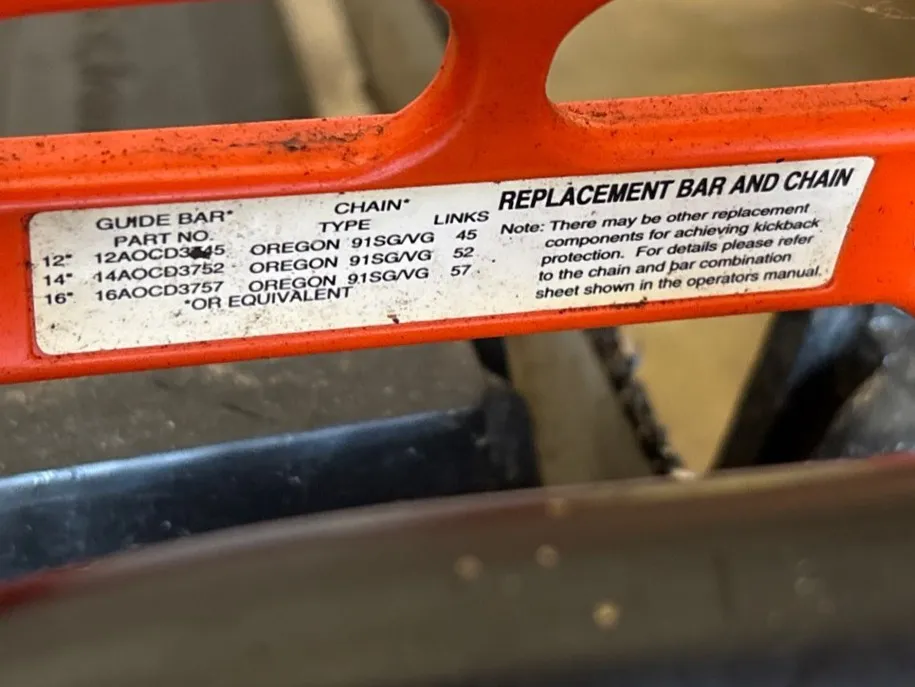 REPLACEMENT BAR AND CHAIN
GUIDE BAR* CHAIN*
PART NO. TYPE LINKS
12" 12AOCD3745 OREGON 91SG/VG 45
14" 14AOCD3752 OREGON 91SG/VG 52
16" 16AOCD3757 OREGON 91SG/VG 57
*OR EQUIVALENT
Note: There may be other replacement
components for achieving kickback
protection. For details please refer
to the chain and bar combination
sheet shown in the operators manual.